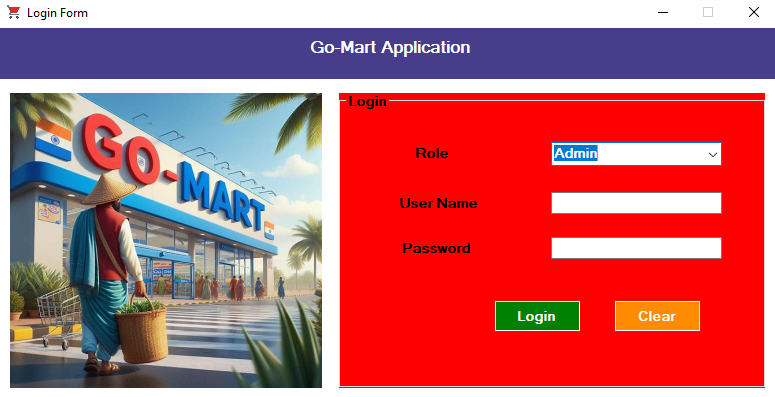 Login Form
Go-Mart Application
GO-MART
Login
Role
Admin
User Name
Password
Login
Clear